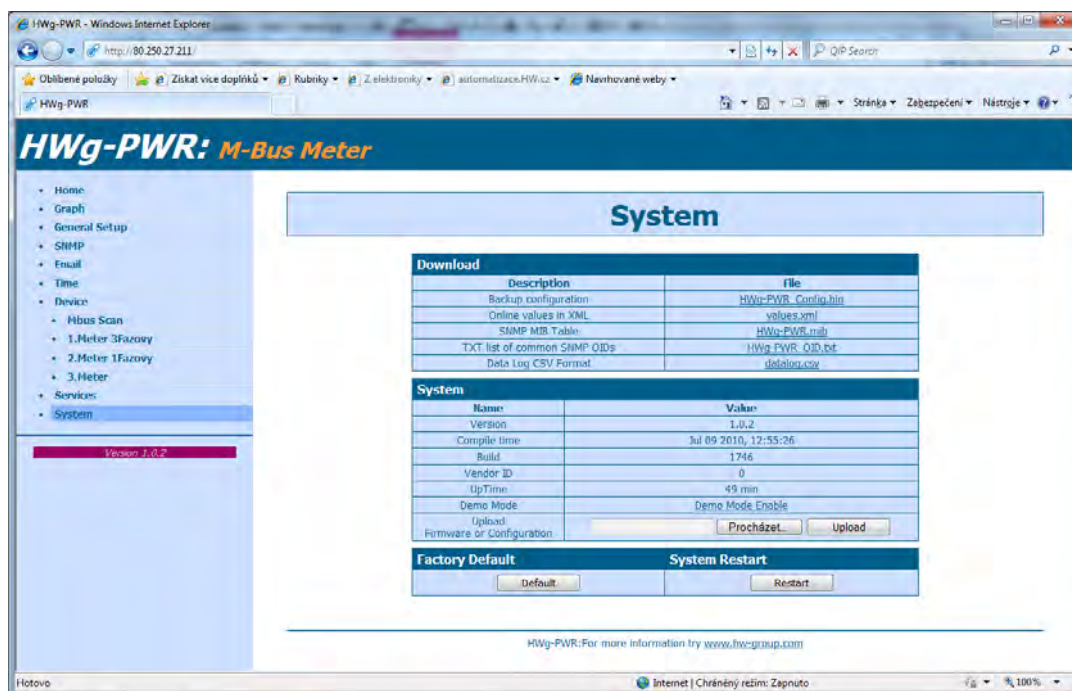 HWg-PWR - Windows Internet Explorer
http://80.250.27.211/
QIP Search
Oblíbené položky
Získat více doplňků
Rubriky
Z elektroniky
automatizace.HW.cz
Navrhované weby
HWg-PWR
Stránka
Zabezpečení
Nástroje
HWg-PWR: M-Bus Meter
Home
Graph
General Setup
SNMP
Email
Time
Device
Mbus Scan
1.Meter 3Fazovy
2.Meter 1Fazovy
3.Meter
Services
System
Version 1.0.2
System
Download
Description File
Backup configuration HWg-PWR_Config.bin
Online values in XML values.xml
SNMP MIB Table HWg-PWR.mib
TXT list of common SNMP OIDs HWg-PWR_OID.txt
Data Log CSV Format datalog.csv
System
Name Value
Version 1.0.2
Compile time Jul 09 2010, 12:55:26
Build 1746
Vendor ID 0
UpTime 49 min
Demo Mode Demo Mode Enable
Upload
Firmware or Configuration Procházet... Upload
Factory Default System Restart
Default Restart
HWg-PWR:For more information try www.hw-group.com
Hotovo
Internet | Chráněný režim: Zapnuto
100%